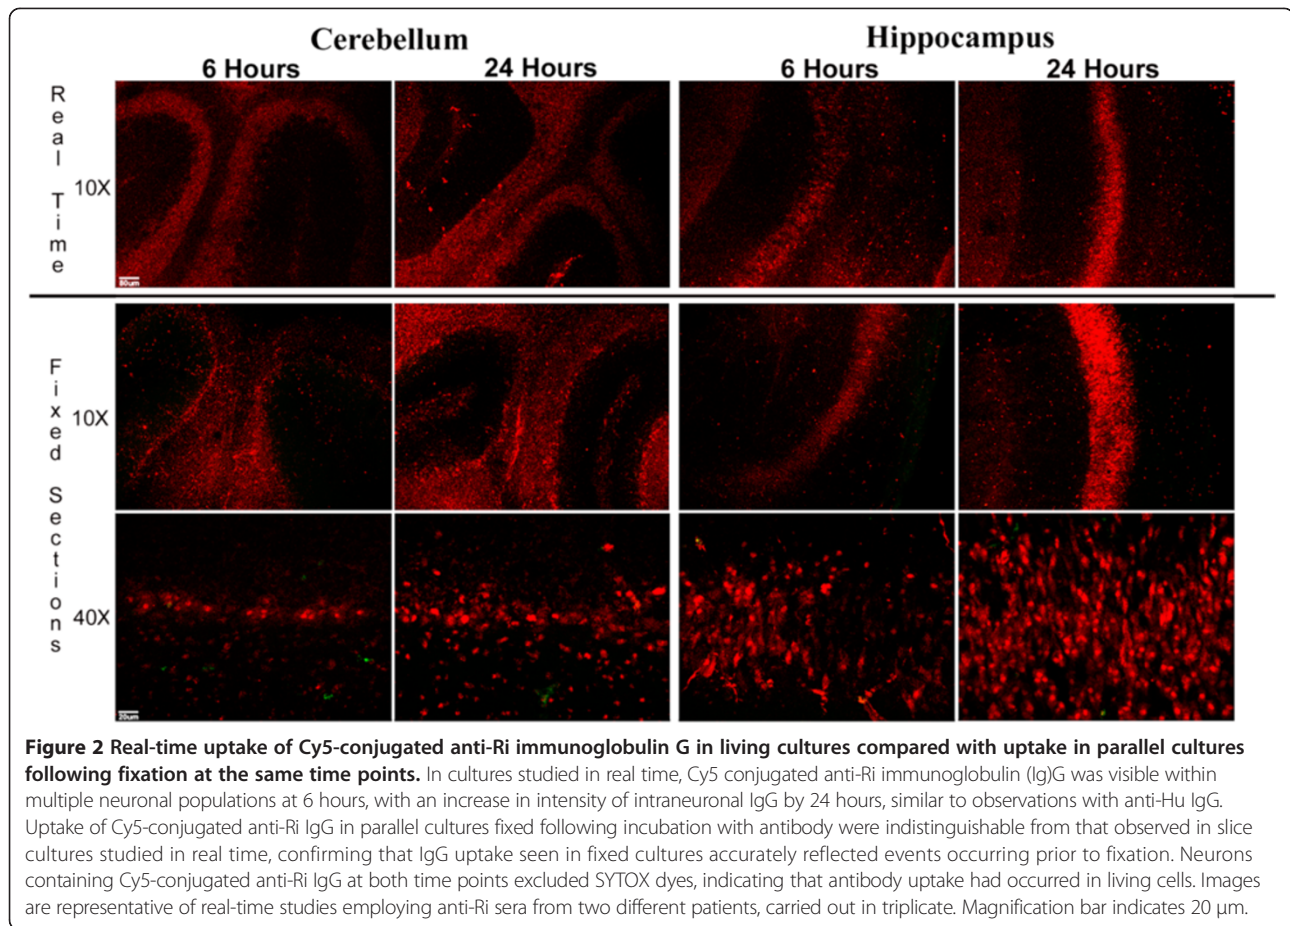 Cerebellum
Hippocampus
6 Hours
24 Hours
6 Hours
24 Hours
Real Time
10X
80µm
Fixed Sections
10X
40X
20µm
Figure 2 Real-time uptake of Cy5-conjugated anti-Ri immunoglobulin G in living cultures compared with uptake in parallel cultures
following fixation at the same time points. In cultures studied in real time, Cy5 conjugated anti-Ri immunoglobulin (Ig)G was visible within
multiple neuronal populations at 6 hours, with an increase in intensity of intraneuronal IgG by 24 hours, similar to observations with anti-Hu IgG.
Uptake of Cy5-conjugated anti-Ri IgG in parallel cultures fixed following incubation with antibody were indistinguishable from that observed in slice
cultures studied in real time, confirming that IgG uptake seen in fixed cultures accurately reflected events occurring prior to fixation. Neurons
containing Cy5-conjugated anti-Ri IgG at both time points excluded SYTOX dyes, indicating that antibody uptake had occurred in living cells. Images
are representative of real-time studies employing anti-Ri sera from two different patients, carried out in triplicate. Magnification bar indicates 20 μm.